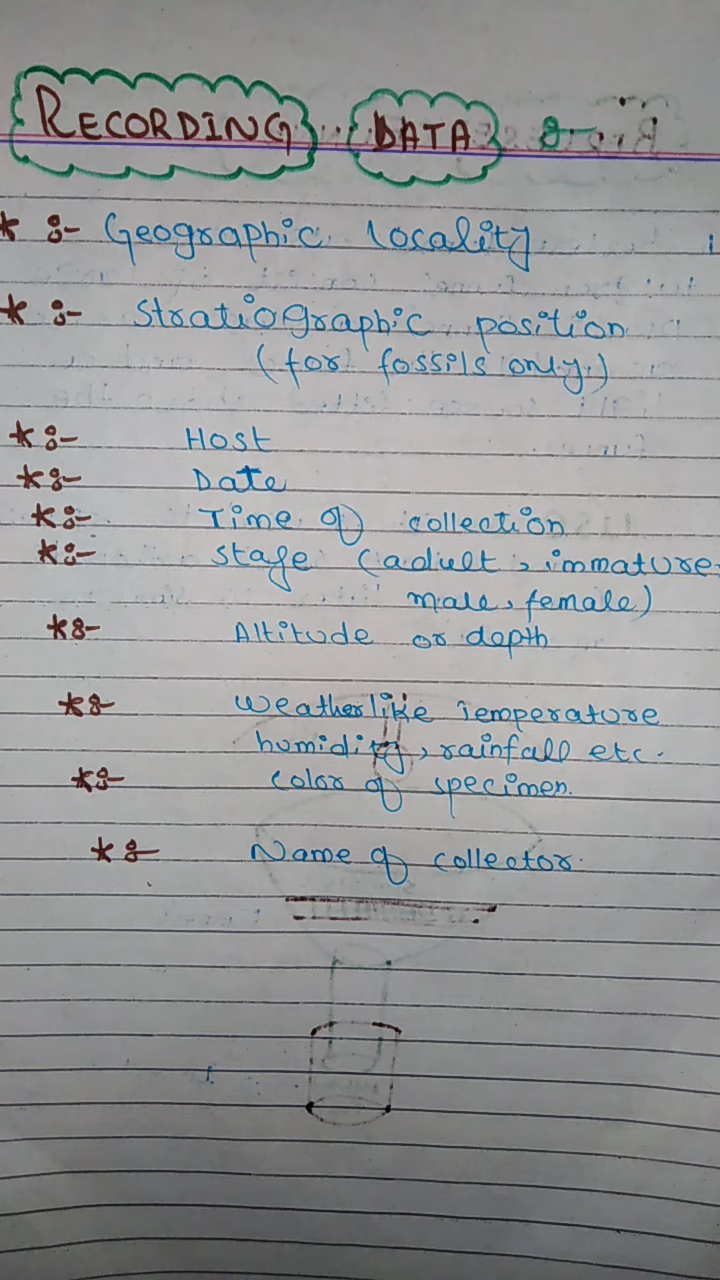 RECORDING DATA :-
* :- Geographic locality
* :- Stratiographic position
(for fossils only)
* :- Host
* :- Date
* :- Time of collection
* :- Stage (adult, immature,
male, female)
* :- Altitude or depth
* :- Weather like temperature
humidity, rainfall etc.
* :- Color of specimen.
* :- Name of collector.